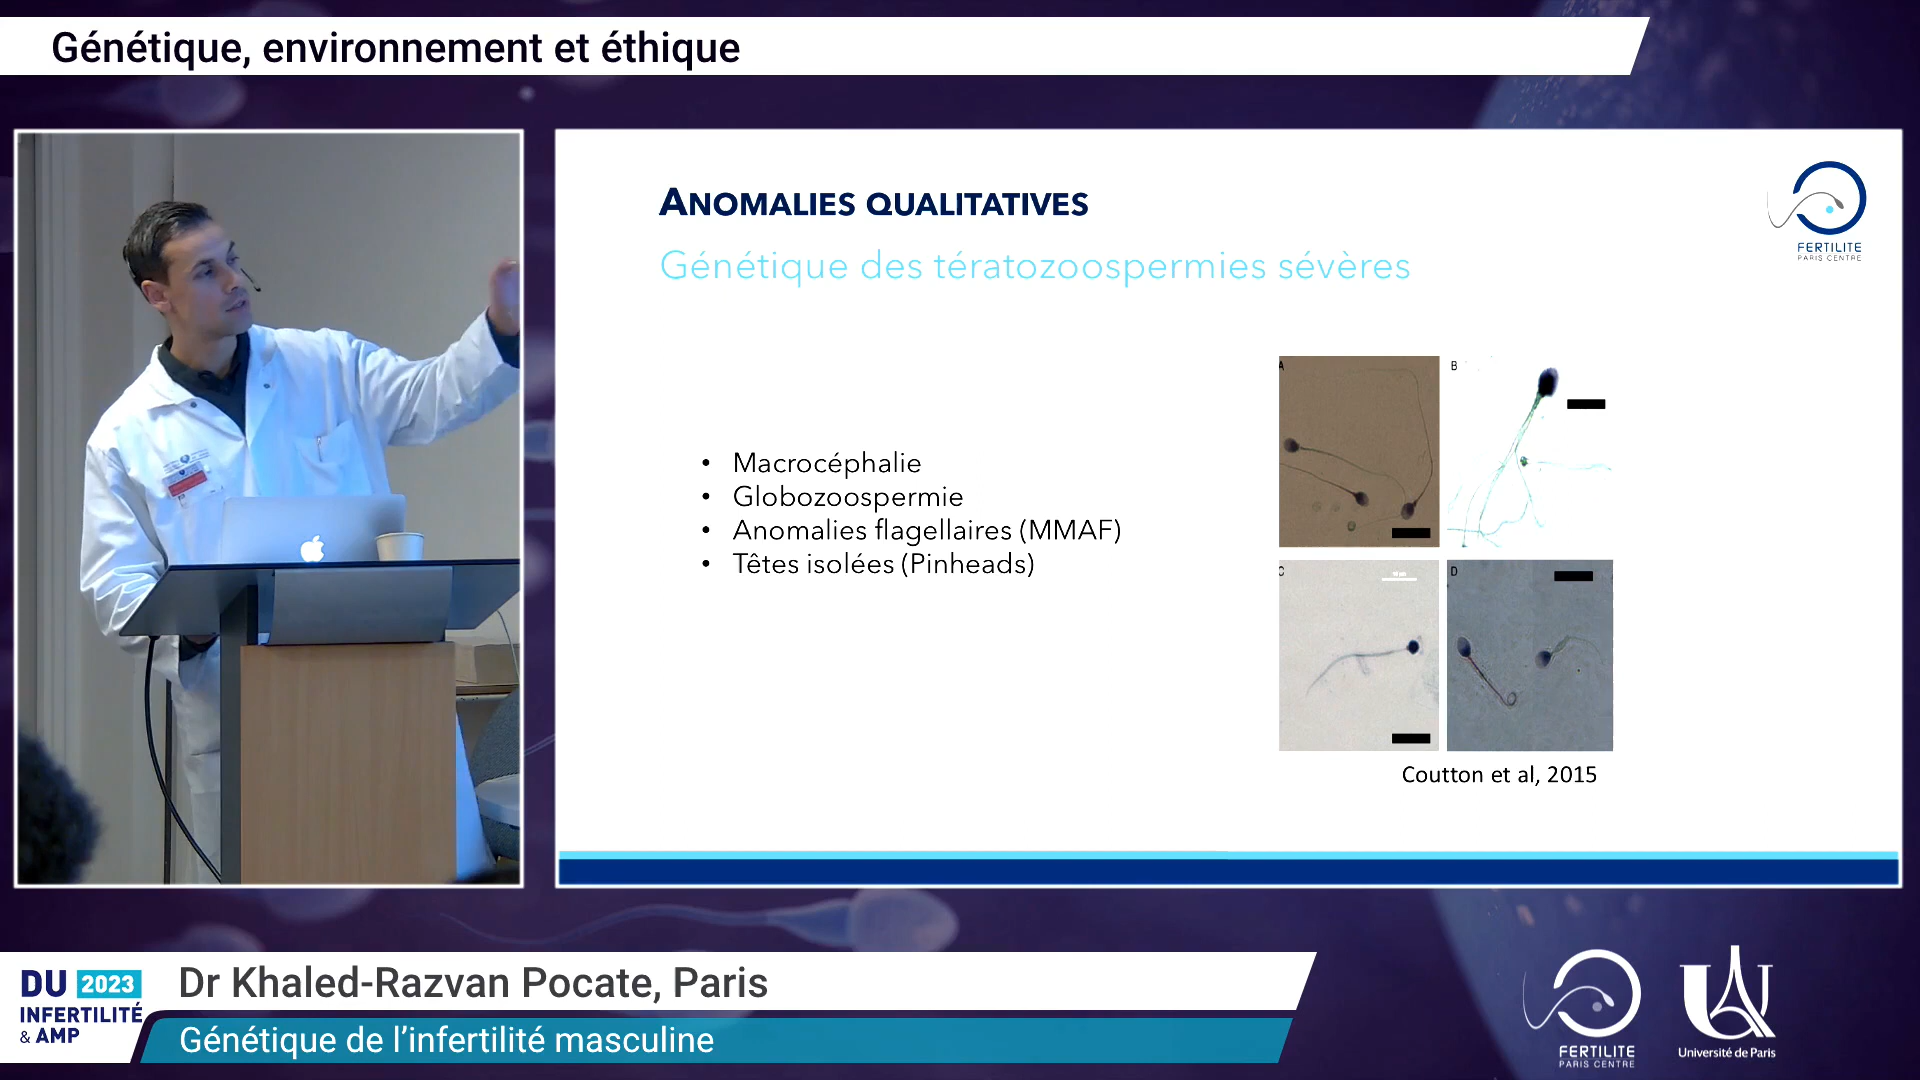 Génétique, environnement et éthique
ANOMALIES QUALITATIVES
Génétique des tératozoospermies sévères
FERTILITE
PARIS CENTRE
• Macrocéphalie
• Globozoospermie
• Anomalies flagellaires (MMAF)
• Têtes isolées (Pinheads)
A
B
C
D
Coutton et al, 2015
DU 2023
INFERTILITÉ
& AMP
Dr Khaled-Razvan Pocate, Paris
Génétique de l’infertilité masculine
FERTILITE
PARIS CENTRE
Université de Paris